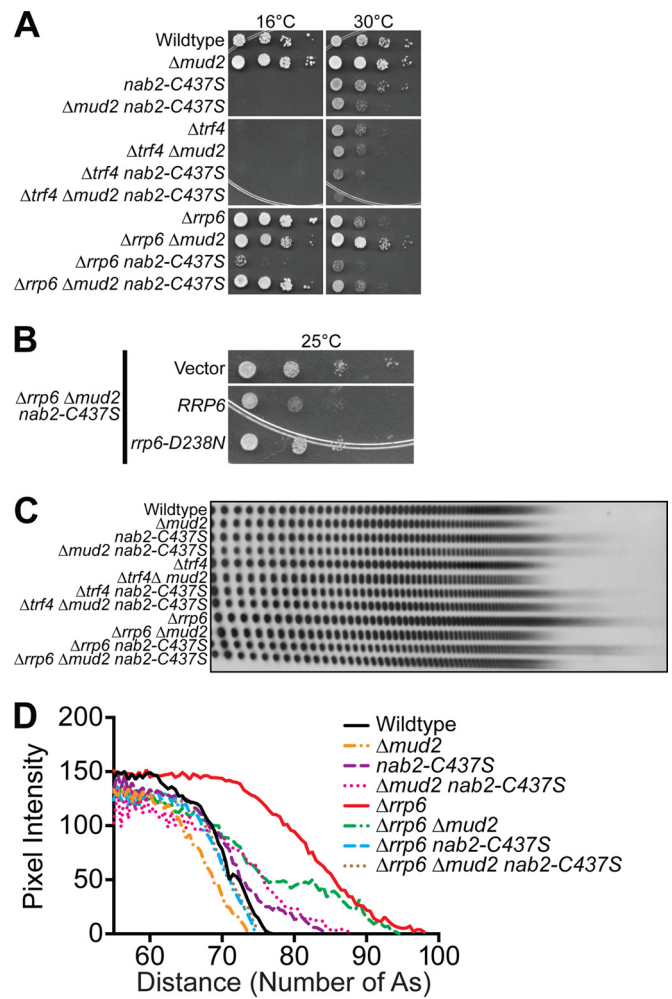 A
16°C 30°C
Wildtype
Δmud2
nab2-C437S
Δmud2 nab2-C437S
Δtrf4
Δtrf4 Δmud2
Δtrf4 nab2-C437S
Δtrf4 Δmud2 nab2-C437S
Δrrp6
Δrrp6 Δmud2
Δrrp6 nab2-C437S
Δrrp6 Δmud2 nab2-C437S
B
25°C
Δrrp6 Δmud2
nab2-C437S
Vector
RRP6
rrp6-D238N
C
Wildtype
Δmud2
nab2-C437S
Δmud2 nab2-C437S
Δtrf4
Δtrf4Δ mud2
Δtrf4 nab2-C437S
Δtrf4 Δmud2 nab2-C437S
Δrrp6
Δrrp6 Δmud2
Δrrp6 nab2-C437S
Δrrp6 Δmud2 nab2-C437S
D
Pixel Intensity
200
150
100
50
0
60 70 80 90 100
Distance (Number of As)
Wildtype
Δmud2
nab2-C437S
Δmud2 nab2-C437S
Δrrp6
Δrrp6 Δmud2
Δrrp6 nab2-C437S
Δrrp6 Δmud2 nab2-C437S